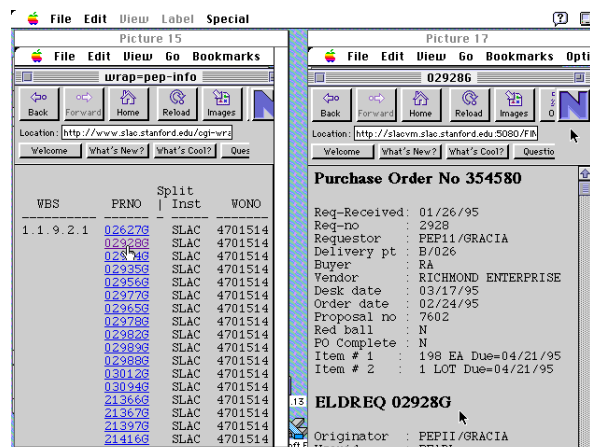 File Edit View Label Special
Picture 15
File Edit View Go Bookmarks
wrap-pep-info
Back Forward Home Reload Images
Location: http://www.slac.stanford.edu/cgi-wra
Welcome What's New? What's Cool? Ques
Split
WBS PRNO | Inst WONO
1.1.9.2.1 02627G SLAC 4701514
02928G SLAC 4701514
SLAC 4701514
02935G SLAC 4701514
02956G SLAC 4701514
02977G SLAC 4701514
02965G SLAC 4701514
02978G SLAC 4701514
02982G SLAC 4701514
02989G SLAC 4701514
02988G SLAC 4701514
03012G SLAC 4701514
03094G SLAC 4701514
21366G SLAC 4701514
21367G SLAC 4701514
21397G SLAC 4701514
21416G SLAC 4701514
Picture 17
File Edit View Go Bookmarks Opti
02928G
Back Forward Home Reload Images O
N
Location: http://slacvm.slac.stanford.edu:5080/FIN
Welcome What's New? What's Cool? Questio
Purchase Order No 354580
Req-Received: 01/26/95
Req-no : 2928
Requestor : PEP11/GRACIA
Delivery pt : B/026
Buyer : RA
Vendor : RICHMOND ENTERPRISE
Desk date : 03/17/95
Order date : 02/24/95
Proposal no : 7602
Red ball : N
PO Complete : N
Item # 1 : 198 EA Due=04/21/95
Item # 2 : 1 LOT Due=04/21/95
ELDREQ 02928G
Originator : PEPII/GRACIA
.13